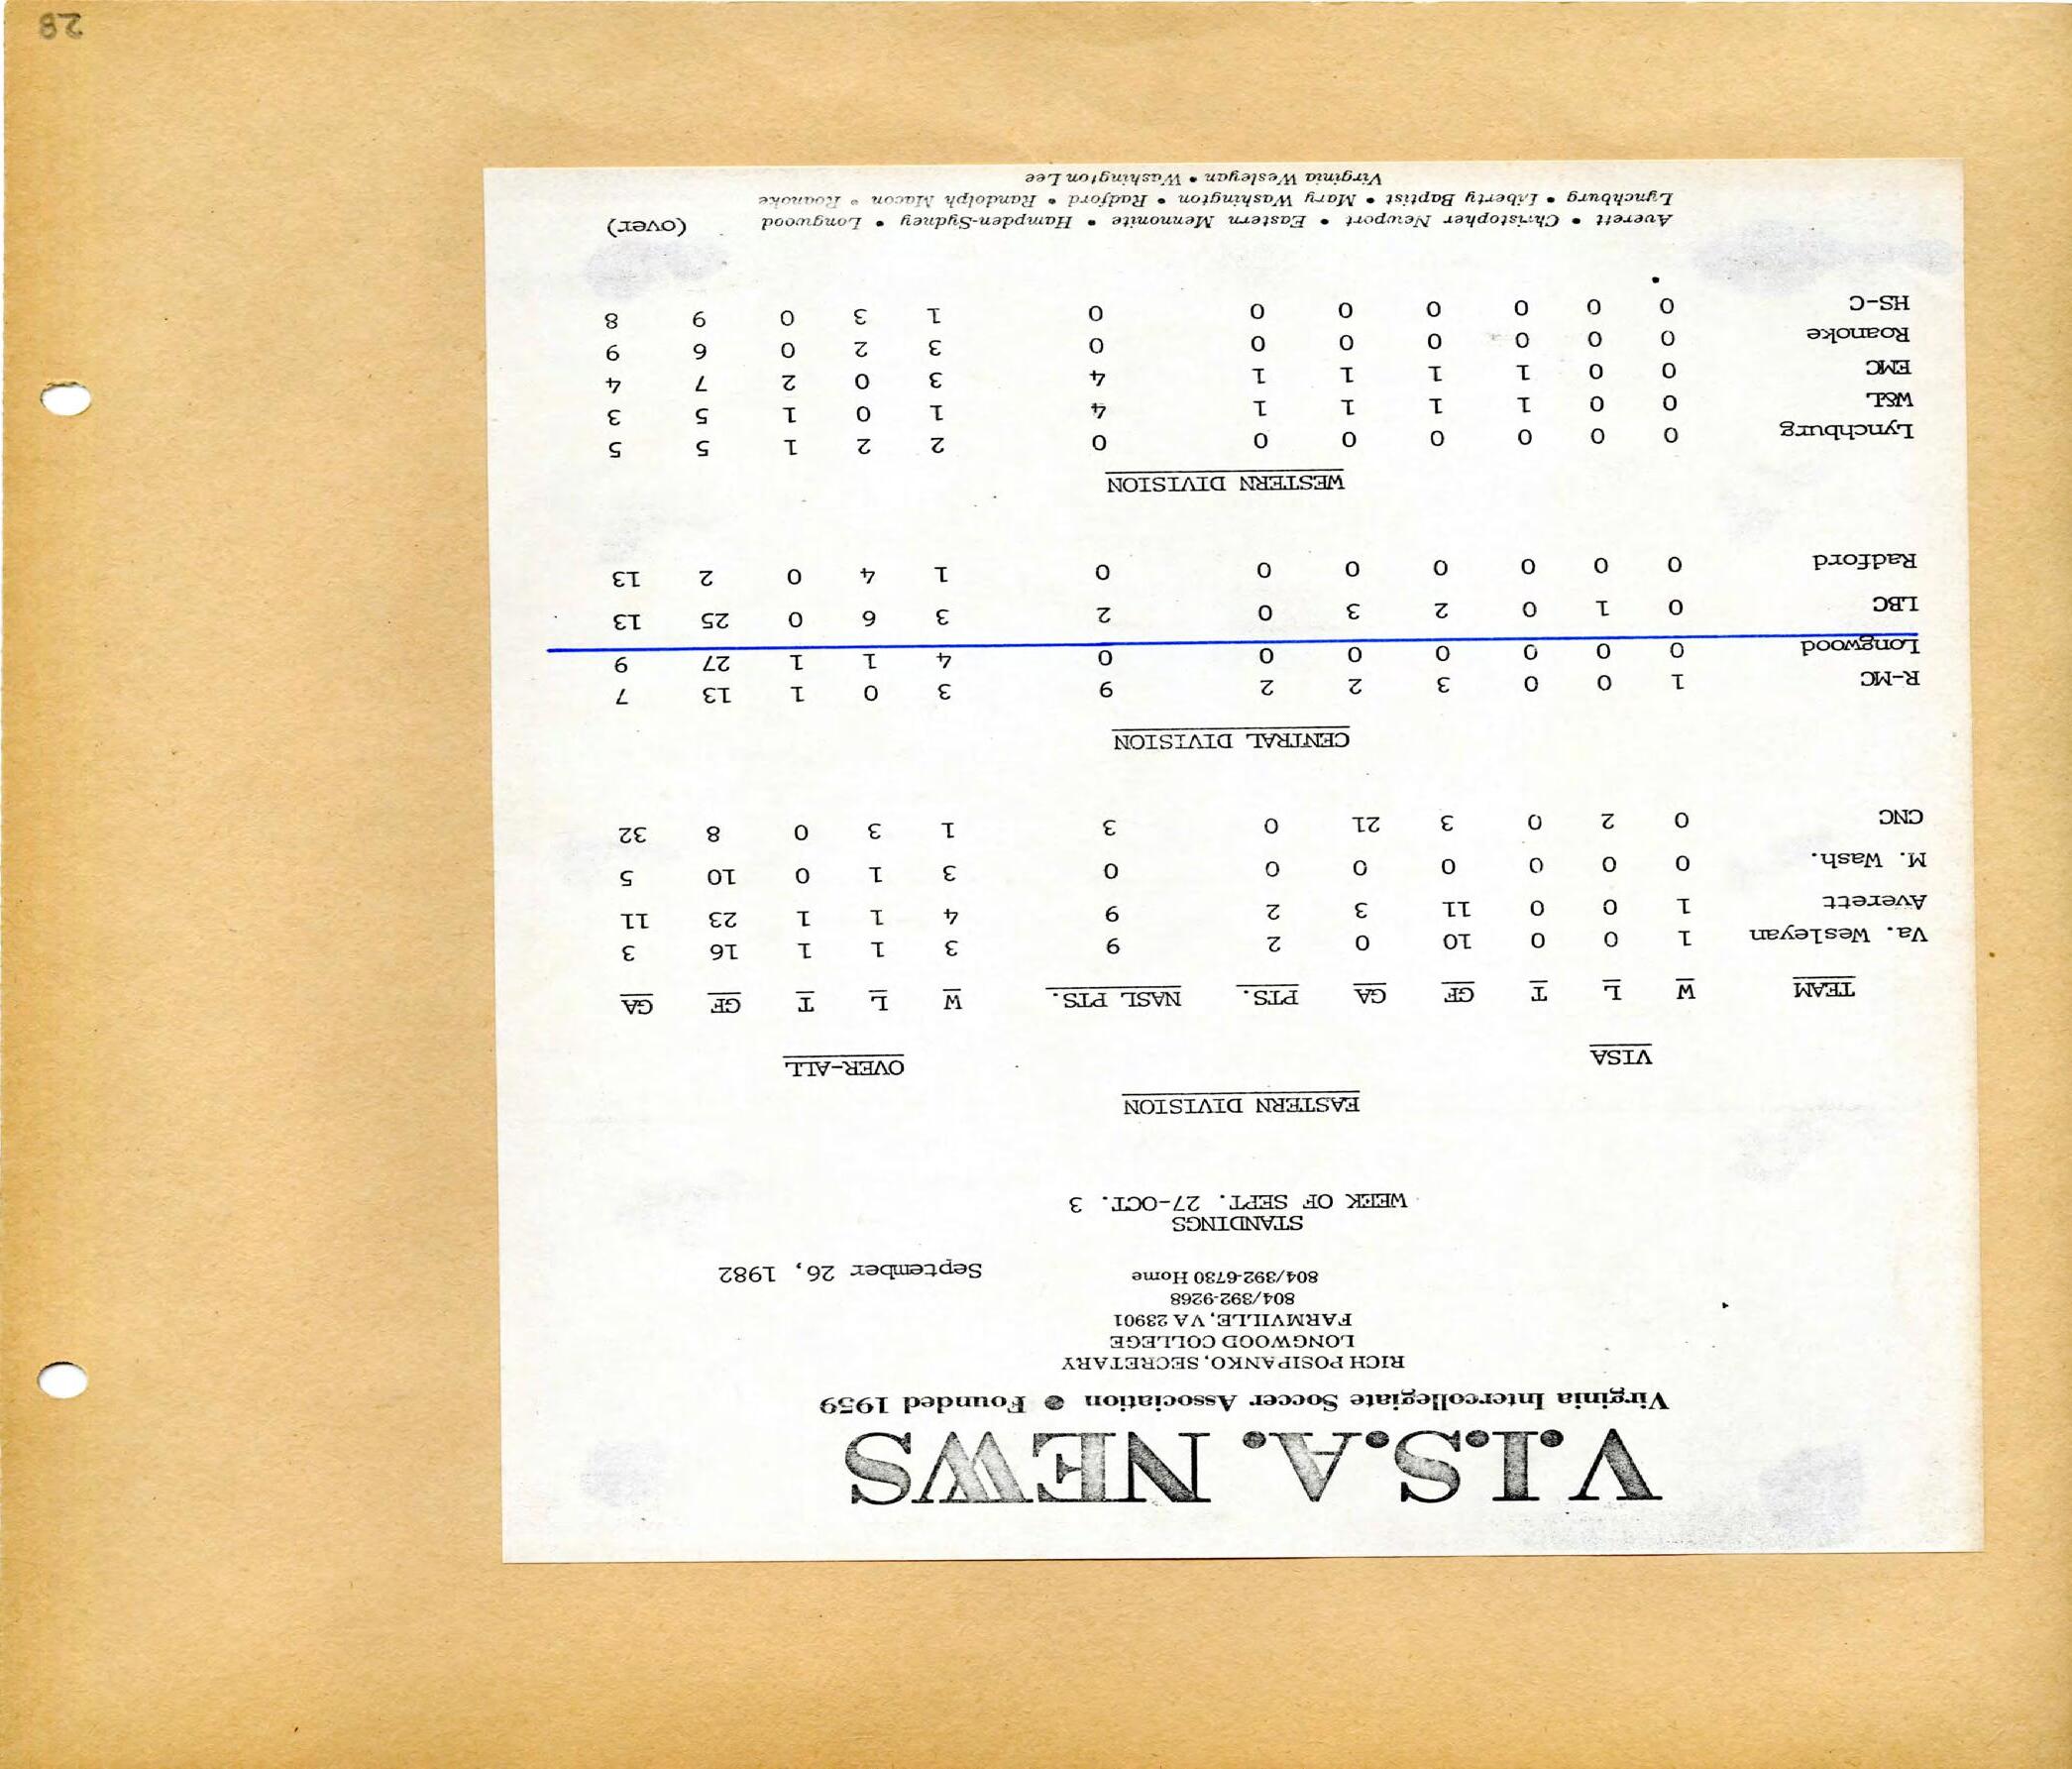 V.I.S.A. NEWS
Virginia Intercollegiate Soccer Association • Founded 1959
RICH POSIPANKO, SECRETARY
LONGWOOD COLLEGE
FARMVILLE, VA 23901
804/392-9268
804/392-6730 Home
September 26, 1982
STANDINGS
WEEK OF SEPT. 27-OCT. 3
EASTERN DIVISION
VISA OVER-ALL
TEAM W L T GF GA PTS. NASL PTS. W L T GF GA
Va. Wesleyan 1 0 0 10 0 2 9 3 1 1 16 3
Averett 1 0 0 11 3 2 9 4 1 1 23 11
M. Wash. 0 0 0 0 0 0 0 3 1 0 10 5
CNC 0 2 0 3 21 0 3 1 3 0 8 32
CENTRAL DIVISION
R-MC 1 0 0 3 2 2 9 3 0 1 13 7
Longwood 0 0 0 0 0 0 0 4 1 1 27 9
LBC 0 1 0 2 3 0 2 3 6 0 25 13
Radford 0 0 0 0 0 0 0 1 4 0 2 13
WESTERN DIVISION
Lynchburg 0 0 0 0 0 0 0 2 2 1 5 5
W&L 0 0 1 1 1 1 4 1 0 1 5 3
EMC 0 0 1 1 1 1 4 3 0 2 7 4
Roanoke 0 0 0 0 0 0 0 3 2 0 6 9
HS-C 0 0 0 0 0 0 0 1 3 0 9 8
Averett • Christopher Newport • Eastern Mennonite • Hampden-Sydney • Longwood (over)
Lynchburg • Liberty Baptist • Mary Washington • Radford • Randolph Macon • Roanoke
Virginia Wesleyan • Washington Lee
28